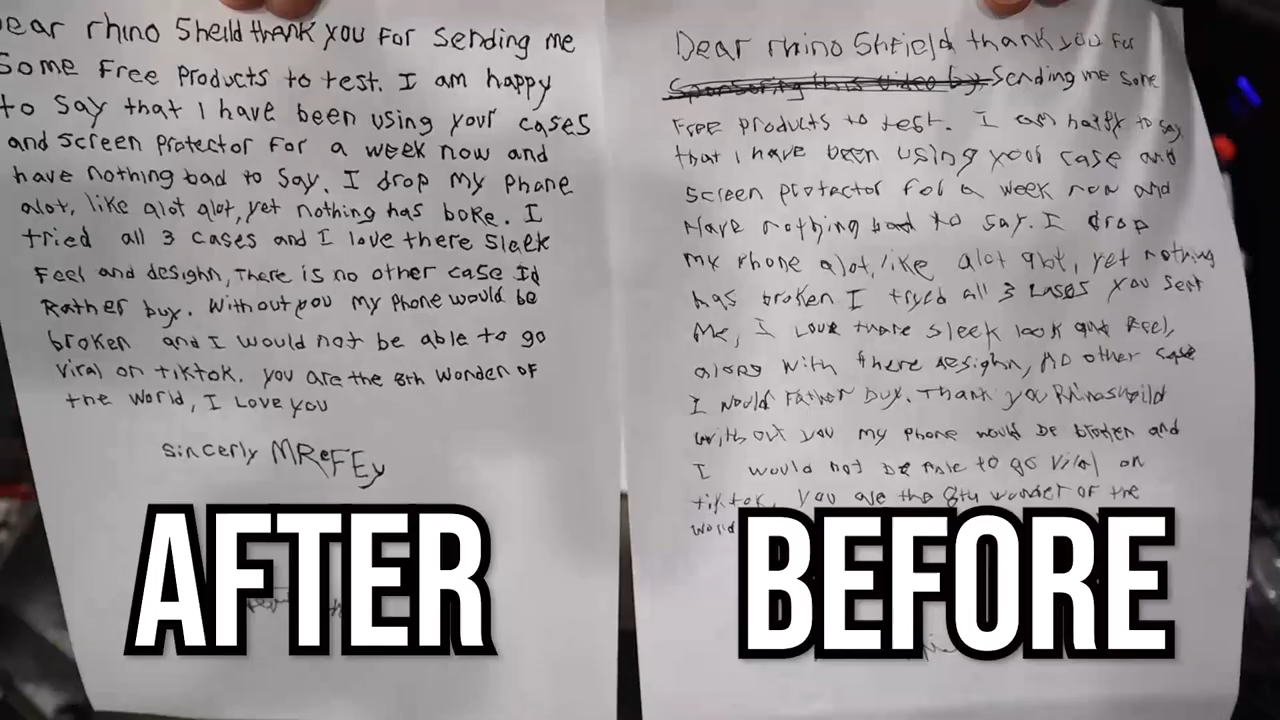 ear rhino Sheild thank you For Sending me
Some Free Products to test. I am happy
to Say that I have been using your cases
and Screen Protector For a week now and
have nothing bad to Say. I drop my Phone
alot, like alot alot, yet nothing has boke. I
tried all 3 cases and I love there Sleek
Feel and desighn, There is no other case Id
Rather buy. Without you my Phone would be
broken and I would not be able to go
Viral on tiktok. you are the 8th Wonder of
the World, I Love you
sincerly MReFEy
AFTER
Dear rhino Shfield thank you For
Sponsoring this video by Sending me some
Free products to test. I am happy to say
that I have been using your case and
screen protector for a week now and
Have nothing bad to say. I drop
my phone alot, like alot alot, yet nothing
has broken I tryed all 3 cases you sent
Me, I Love there sleek look and Feel,
along with there desighn, no other case
I would rather buy. Thank you
with out you my phone would be broken and
I would not be able to go viral on
tiktok, you are the 8th wonder of the
World
BEFORE